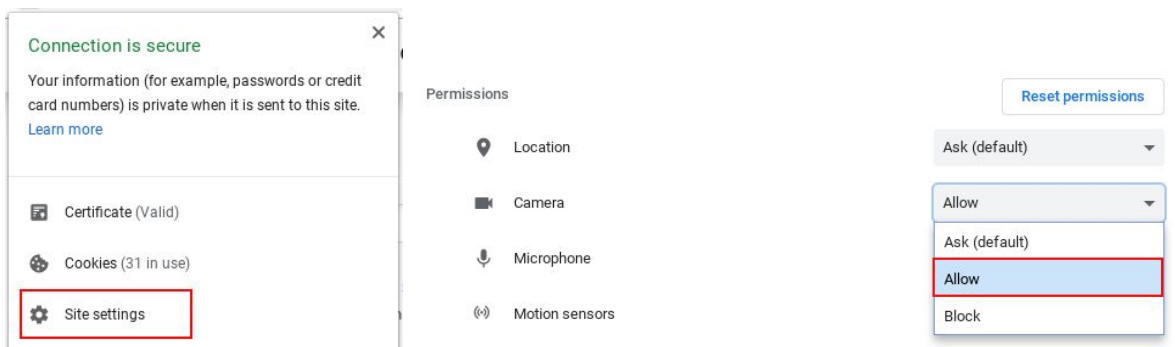 Connection is secure
Your information (for example, passwords or credit
card numbers) is private when it is sent to this site.
Learn more
Certificate (Valid)
Cookies (31 in use)
Site settings
Permissions
Reset permissions
Location
Ask (default)
Camera
Allow
Microphone
Motion sensors
Ask (default)
Allow
Block